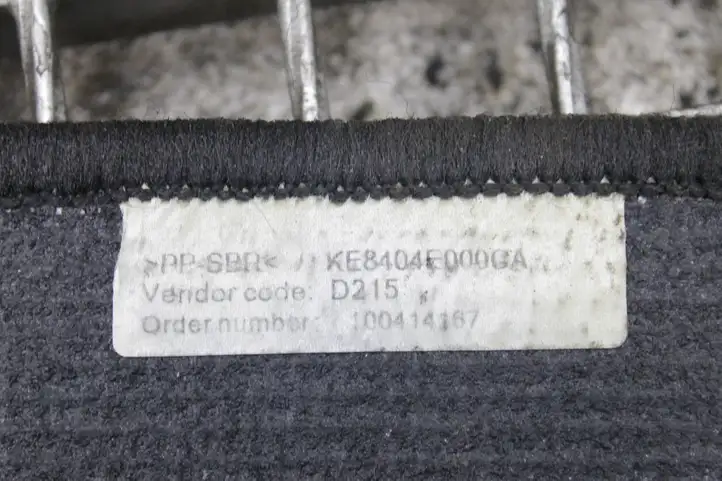 >PP-SBR< KE8404E000GA
Vendor code: D215
Order number: 100414167